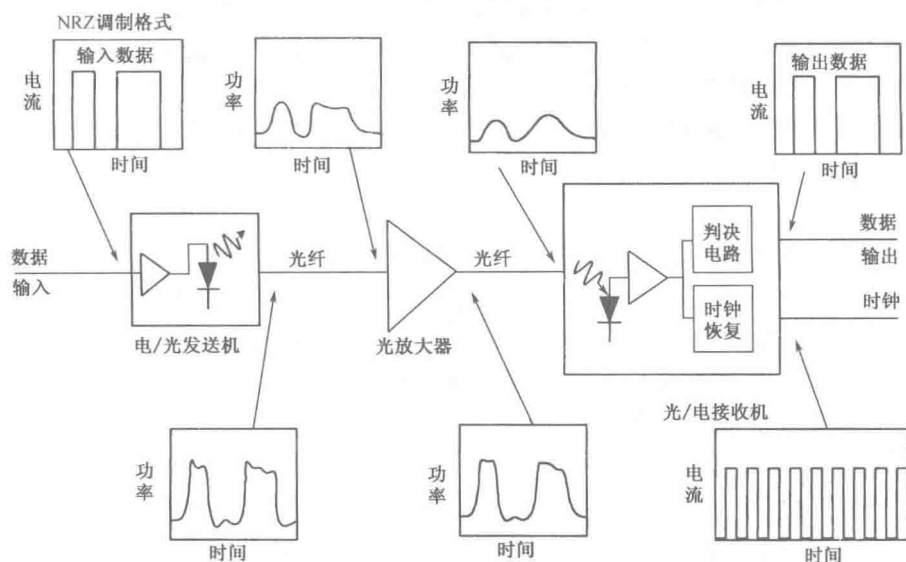 NRZ调制格式
输入数据
电流
时间
功率
时间
功率
时间
输出数据
电流
时间
数据
输入
光纤
光纤
判决
电路
时钟
恢复
数据
输出
时钟
电/光发送机
光放大器
光/电接收机
功率
时间
功率
时间
电流
时间